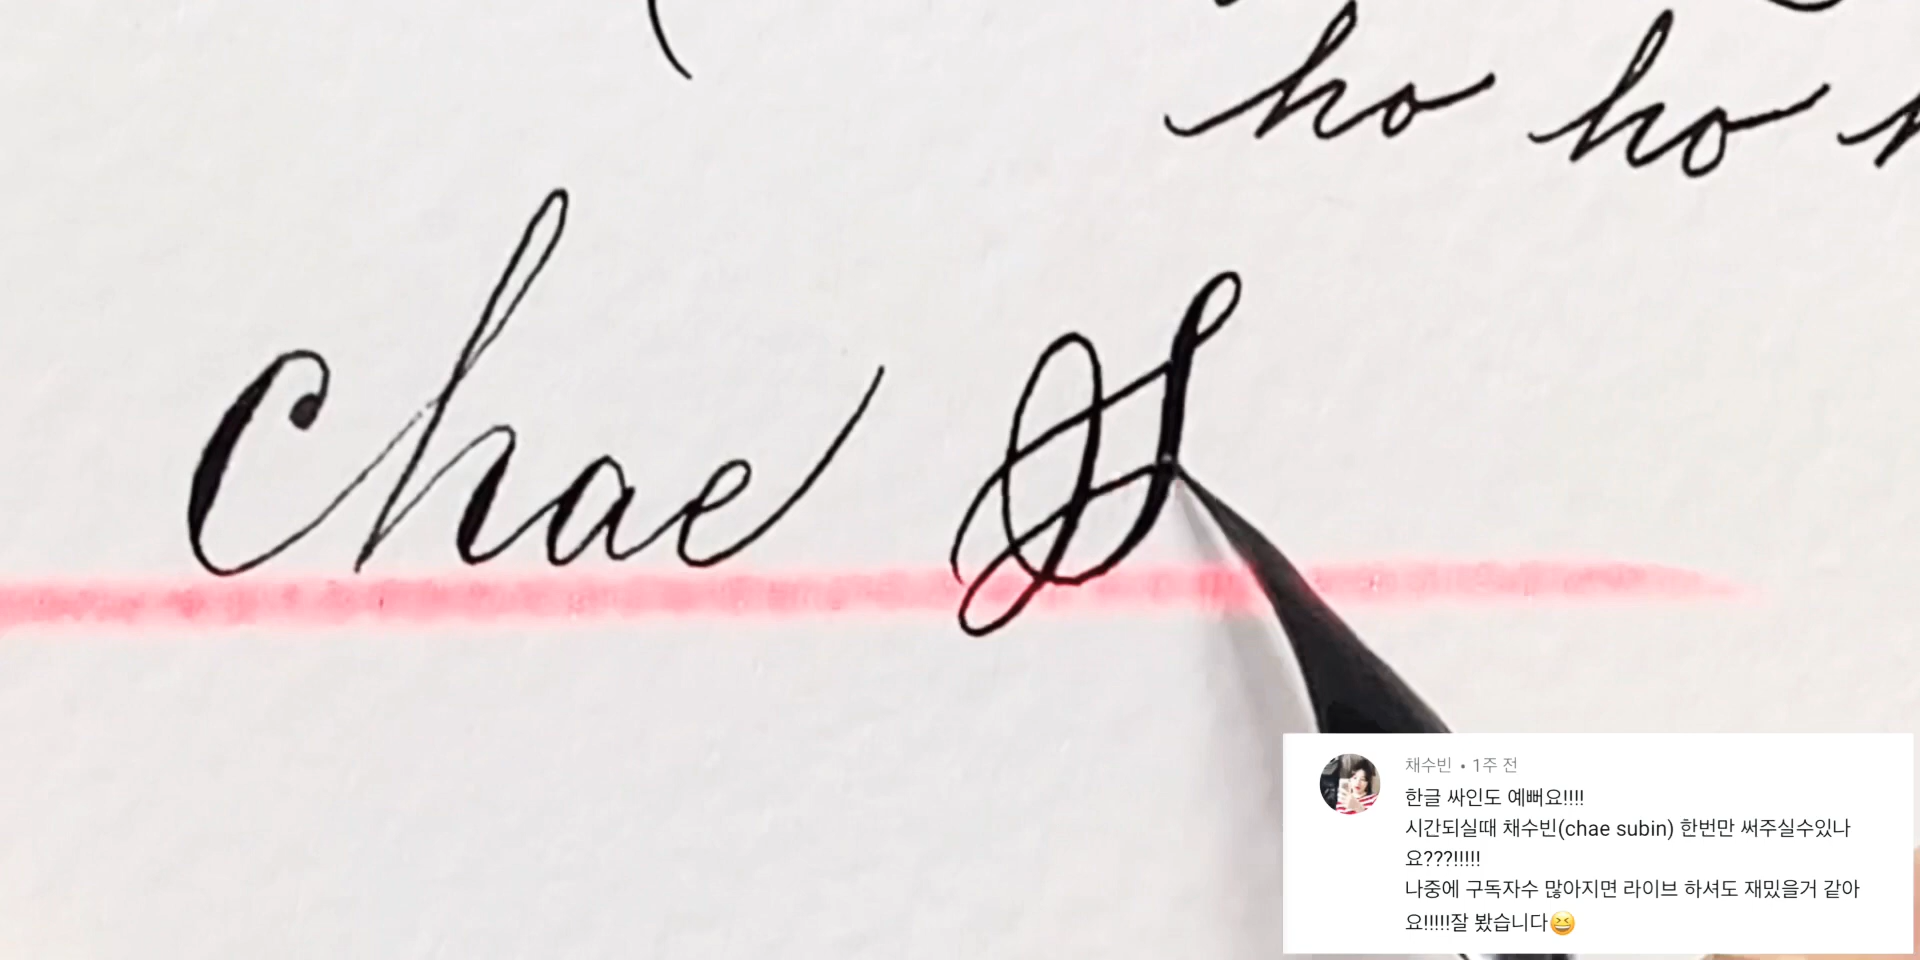 ho ho
Chae S
채수빈 • 1주 전
한글 싸인도 예뻐요!!!!
시간되실때 채수빈(chae subin) 한번만 써주실수있나
요???!!!!!
나중에 구독자수 많아지면 라이브 하셔도 재밌을거 같아
요!!!!!잘 봤습니다😆